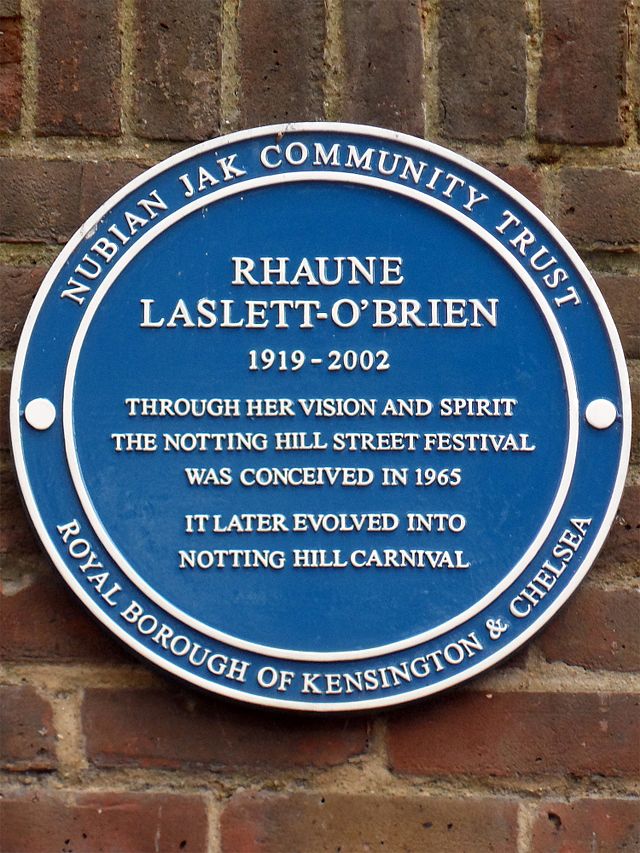 NUBIAN JAK COMMUNITY TRUST
RHAUNE
LASLETT-O'BRIEN
1919-2002
THROUGH HER VISION AND SPIRIT
THE NOTTING HILL STREET FESTIVAL
WAS CONCEIVED IN 1965
IT LATER EVOLVED INTO
NOTTING HILL CARNIVAL
ROYAL BOROUGH OF KENSINGTON & CHELSEA